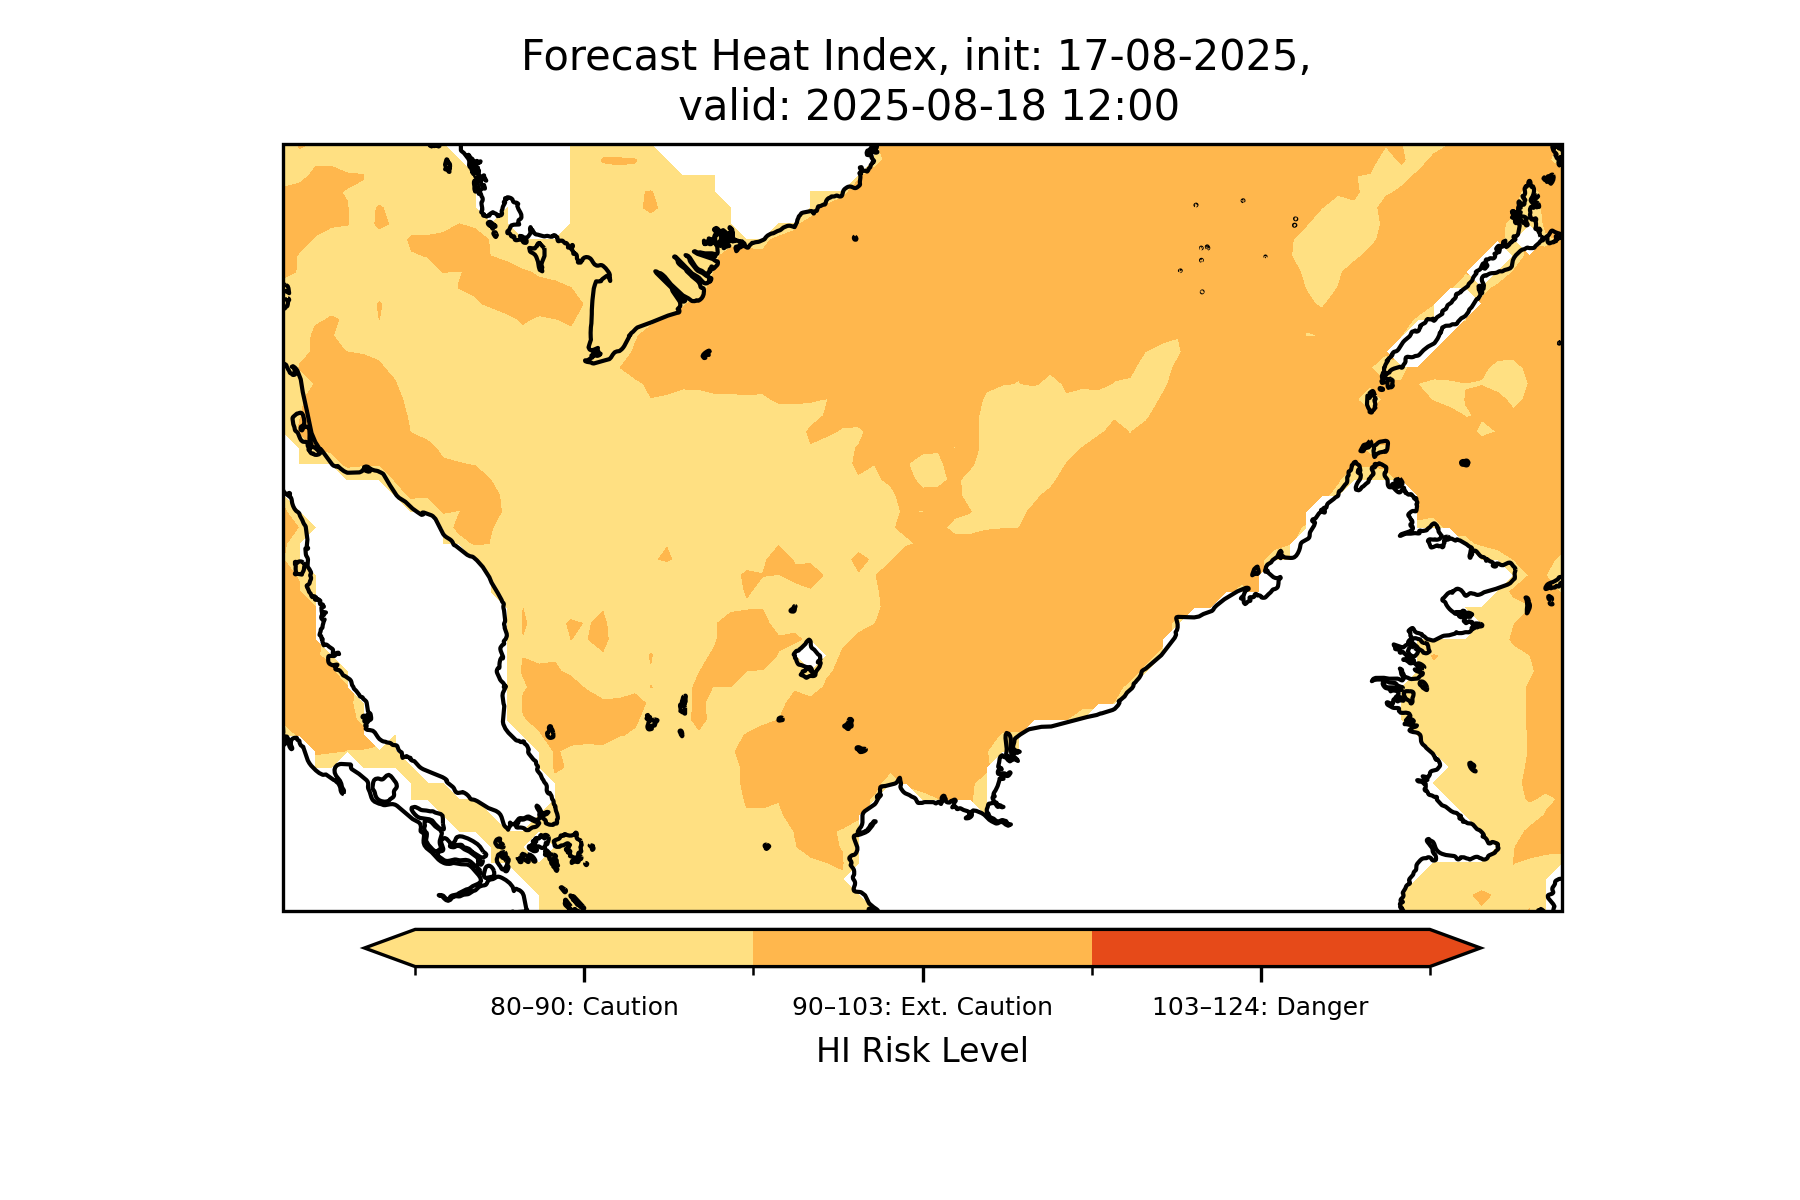 Forecast Heat Index, init: 17-08-2025,
valid: 2025-08-18 12:00
80–90: Caution
90–103: Ext. Caution
103–124: Danger
HI Risk Level